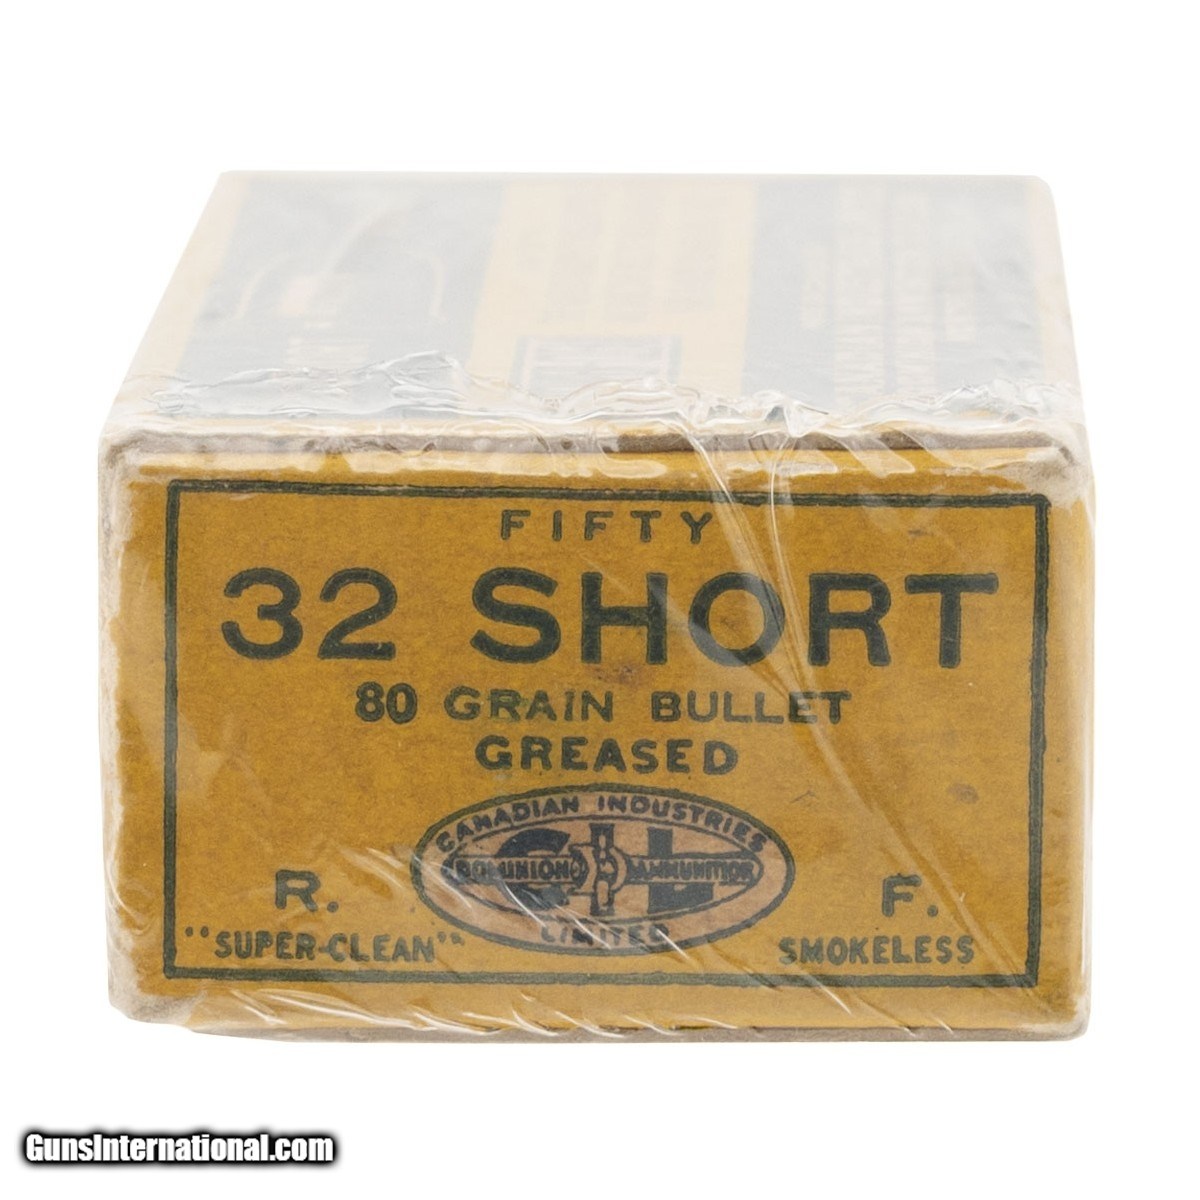 FIFTY
32 SHORT
80 GRAIN BULLET
GREASED
CANADIAN INDUSTRIES
DOMINION AMMUNITION
LIMITED
R. F.
"SUPER-CLEAN" SMOKELESS
GunsInternational.com